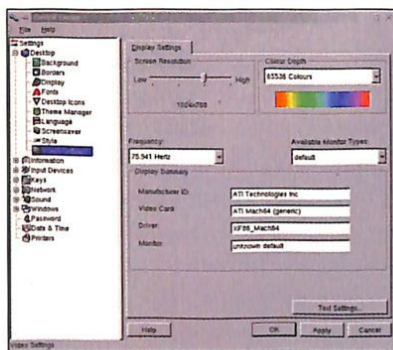 File Help
Settings
Desktop
Background
Borders
Display
Fonts
Desktop Icons
Theme Manager
Language
Screensaver
Style
Information
Input Devices
Keys
Network
Sound
Windows
Password
Date & Time
Printers
Display Settings
Screen Resolution
Low
High
1024x768
Colour Depth
65536 Colours
Frequency:
75.941 Hertz
Available Monitor Types:
default
Display Summary
Manufacturer ID:
ATI Technologies Inc
Video Card
ATI Mach64 (generic)
Driver
XF86_Mach64
Monitor
unknown default
Test Settings...
Help
OK
Apply
Cancel
Video Settings